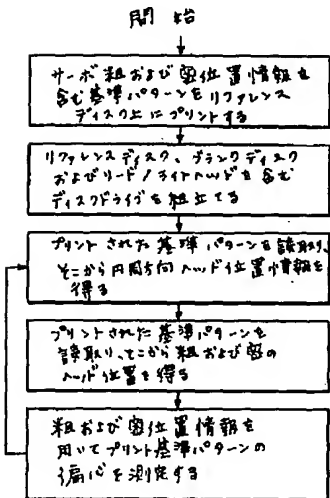 開始
サーボ粗および密位置情報を
含む基準パターンをリファレンス
ディスク上にプリントする
リファレンスディスク、ブランクディスク
およびリード/ライトヘッドを含む
ディスクドライブを組立てる
プリントされた基準パターンを読取り、
そこから円周方向ヘッド位置情報を
得る
プリントされた基準パターンを
読取り、そこから粗および密の
ヘッド位置を得る
粗および密位置情報を
用いてプリント基準パターンの
偏心を測定する